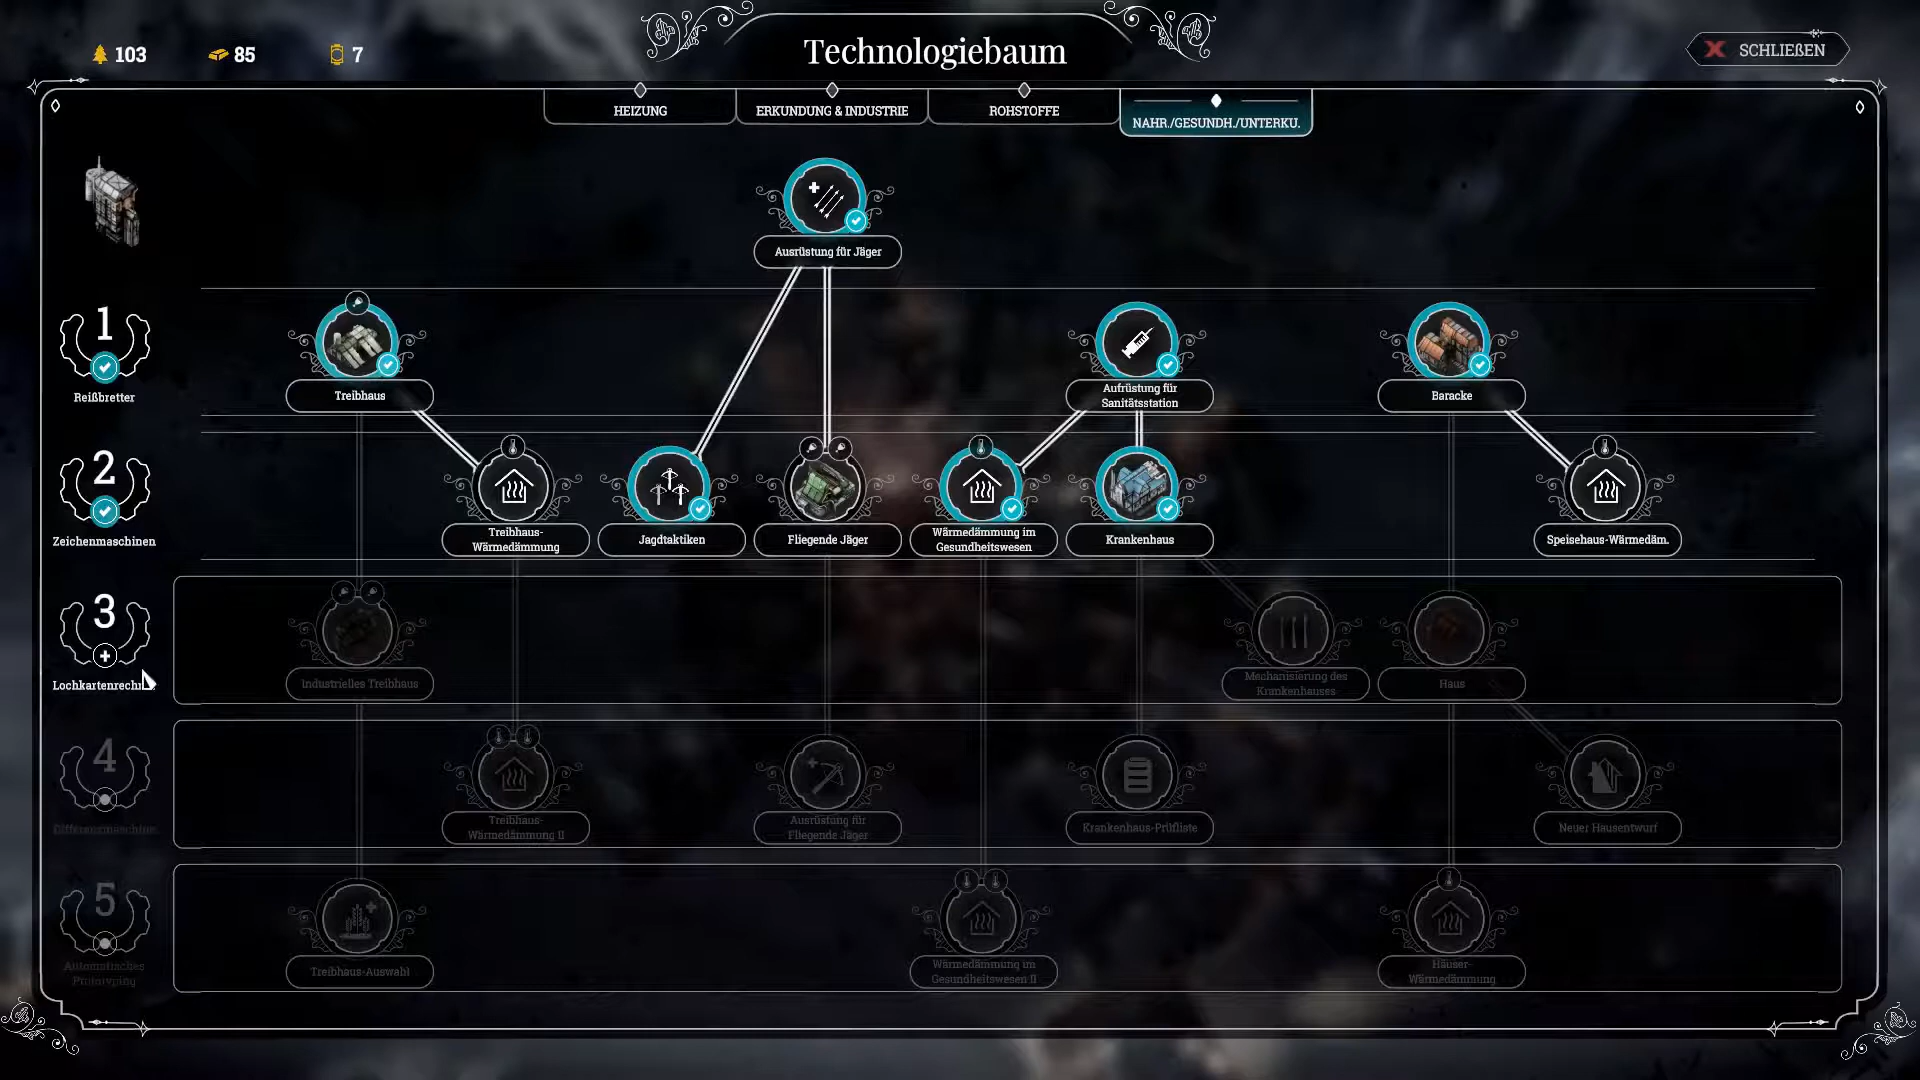 103
85
7
Technologiebaum
SCHLIEẞEN
HEIZUNG
ERKUNDUNG & INDUSTRIE
ROHSTOFFE
NAHR./GESUNDH./UNTERKU.
Ausrüstung für Jäger
1
Reißbretter
Treibhaus
Aufrüstung für
Sanitätsstation
Baracke
2
Zeichenmaschinen
Treibhaus-
Wärmedämmung
Jagdtaktiken
Fliegende Jäger
Wärmedämmung im
Gesundheitswesen
Krankenhaus
Speisehaus-Wärmedäm.
3
Industrielles Treibhaus
Mechanisierung des
Krankenhauses
Haus
4
Differenzmaschine
Treibhaus-
Wärmedämmung II
Ausrüstung für
Fliegende Jäger
Krankenhaus-Prüfliste
Neuer Hausentwurf
5
Automatisches
Prototyping
Treibhaus-Auswahl
Wärmedämmung im
Gesundheitswesen II
Häuser-
Wärmedämmung